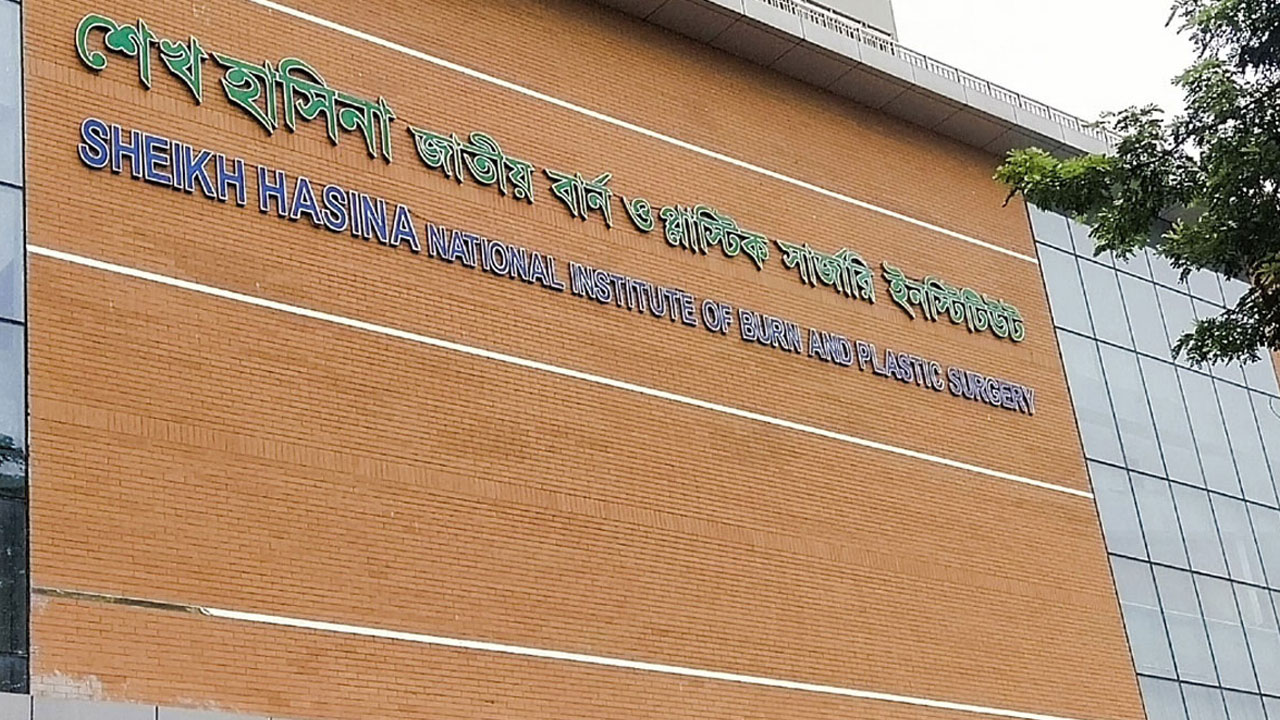 শেখ হাসিনা জাতীয় বার্ন ও প্লাস্টিক সার্জারি ইনস্টিটিউট
SHEIKH HASINA NATIONAL INSTITUTE OF BURN AND PLASTIC SURGERY